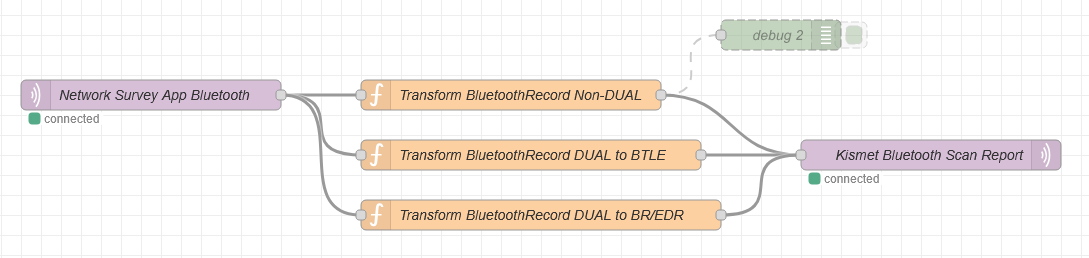 debug 2
Network Survey App Bluetooth
connected
Transform BluetoothRecord Non-DUAL
Transform BluetoothRecord DUAL to BTLE
Kismet Bluetooth Scan Report
connected
Transform BluetoothRecord DUAL to BR/EDR